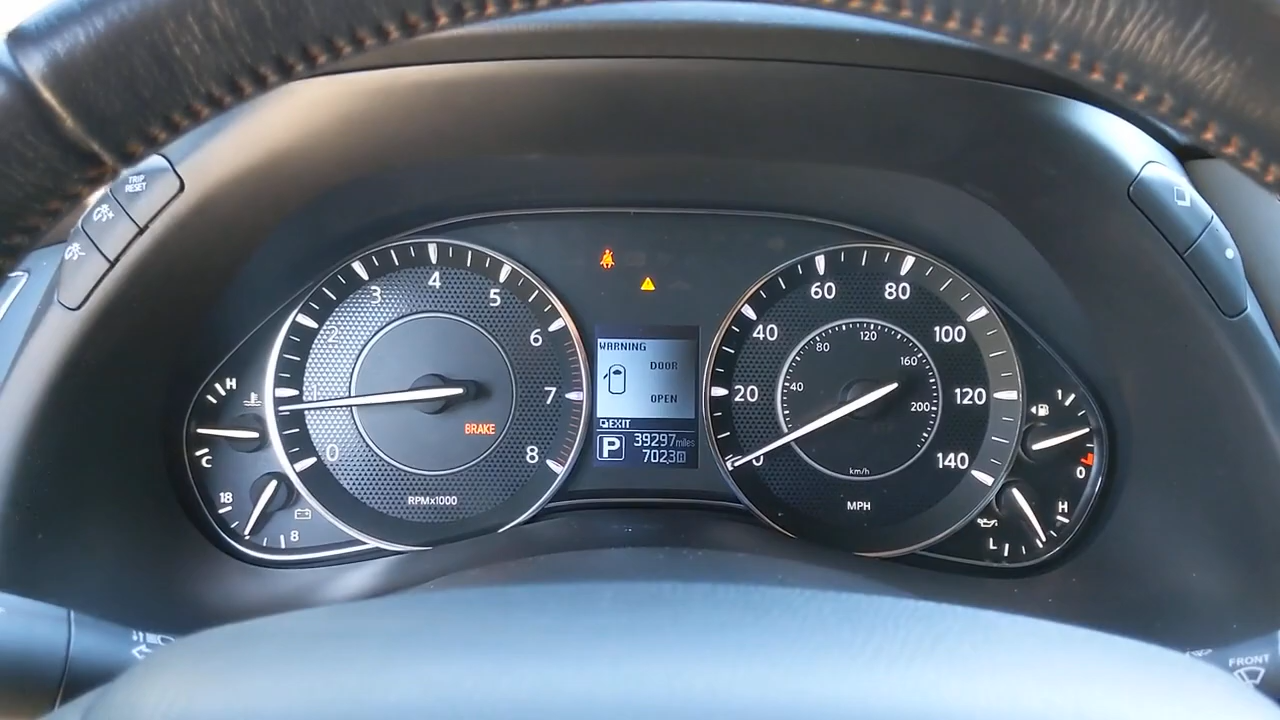 TRIP
RESET
0
1
2
3
4
5
6
7
8
RPMx1000
BRAKE
H
C
18
8
WARNING
DOOR
OPEN
EXIT
P
39297 miles
7023
0
20
40
60
80
100
120
140
MPH
40
80
120
160
200
km/h
1
0
H
L
FRONT